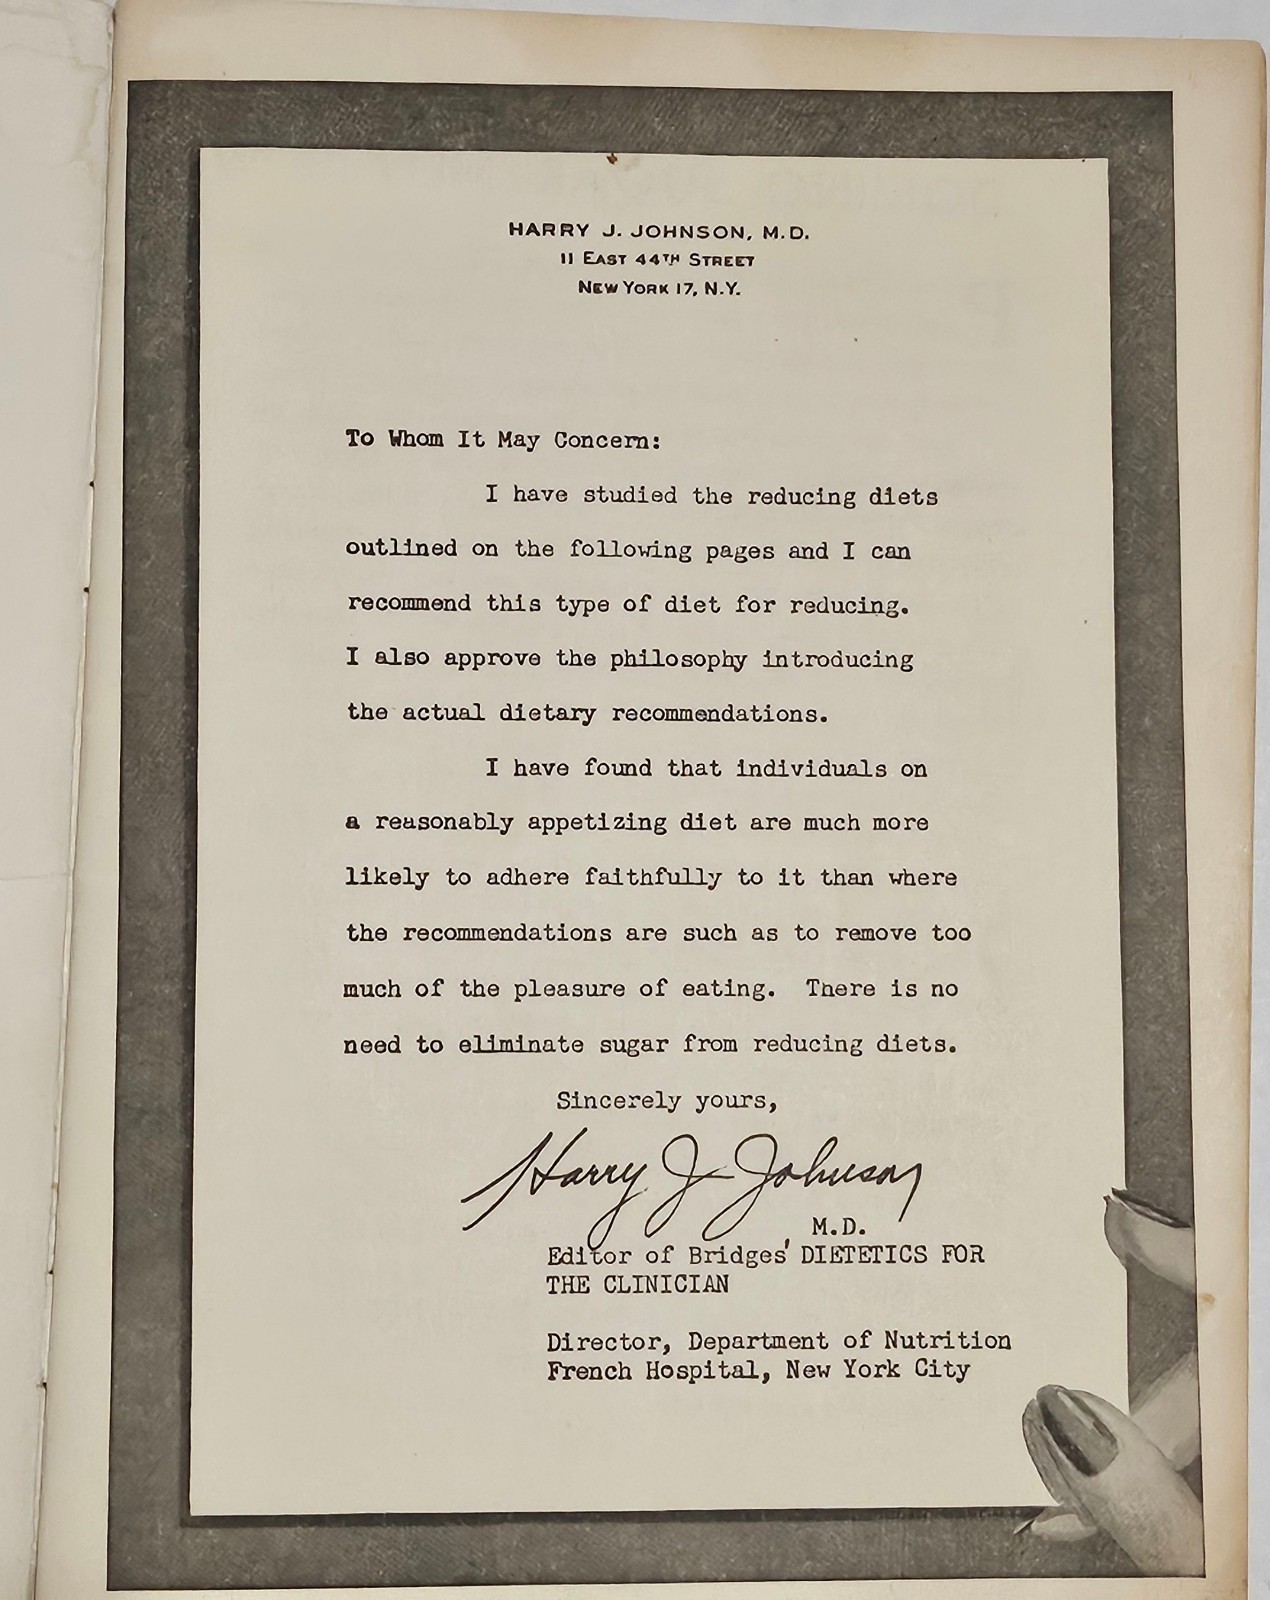 HARRY J. JOHNSON, M.D.
11 EAST 44TH STREET
NEW YORK 17, N.Y.
To Whom It May Concern:
I have studied the reducing diets
outlined on the following pages and I can
recommend this type of diet for reducing.
I also approve the philosophy introducing
the actual dietary recommendations.
I have found that individuals on
a reasonably appetizing diet are much more
likely to adhere faithfully to it than where
the recommendations are such as to remove too
much of the pleasure of eating. There is no
need to eliminate sugar from reducing diets.
Sincerely yours,
Harry J Johnson
M.D.
Editor of Bridges' DIETETICS FOR
THE CLINICIAN
Director, Department of Nutrition
French Hospital, New York City